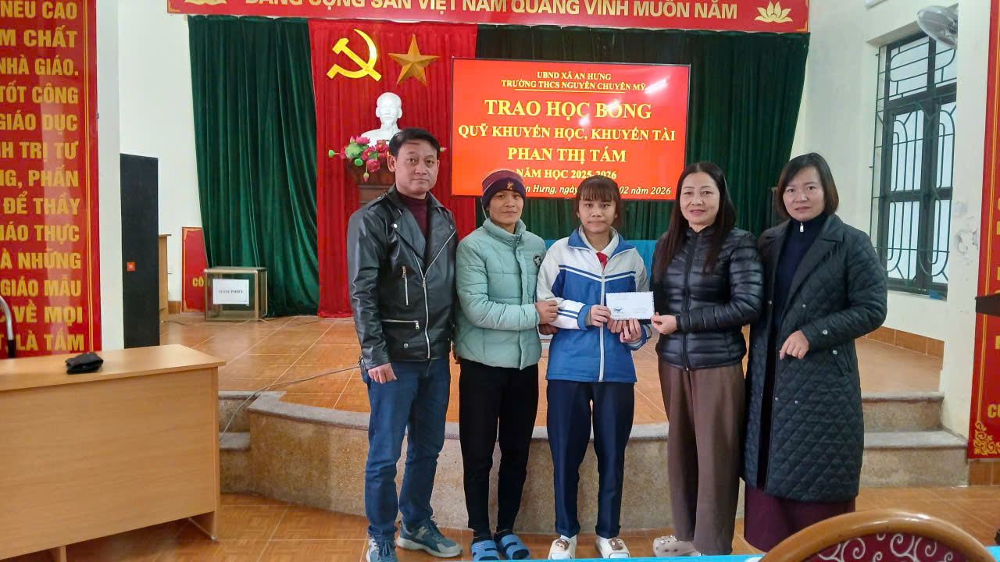 ĐẢNG CỘNG SẢN VIỆT NAM QUANG VINH MUÔN NĂM
NÊU CAO
M CHẤT
NHÀ GIÁO.
TỐT CÔNG
GIÁO DỤC
NH TRỊ TƯ
NG, PHẤN
ĐỂ THẦY
GIÁO THỰC
LÀ NHỮNG
GIÁO MẪU
VỀ MỌI
LÀ TẤM
UBND XÃ AN HƯNG
TRƯỜNG THCS NGUYỄN CHUYÊN MỸ
TRAO HỌC BỔNG
QUỸ KHUYẾN HỌC, KHUYẾN TÀI
PHAN THỊ TÁM
NĂM HỌC 2025-2026
An Hưng, ngày 02 năm 2026
HÒM PHIẾU